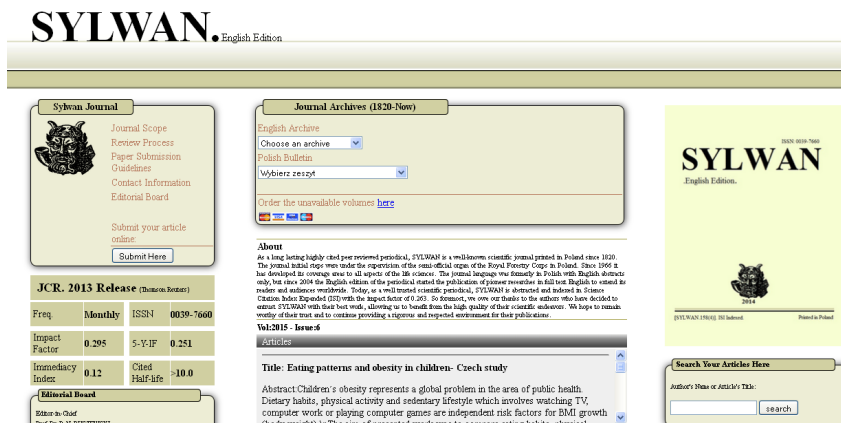 SYLWAN. English Edition
Sylwan Journal
Journal Scope
Review Process
Paper Submission
Guidelines
Contact Information
Editorial Board
Submit your article
online:
Submit Here
JCR. 2013 Release (Thomson Reuters)
Freq. Monthly ISSN 0039-7660
Impact Factor 0.295 5-Y-IF 0.251
Immediacy Index 0.12 Cited Half-life >10.0
Editorial Board
Editor-in-Chief
Journal Archives (1820-Now)
English Archive
Choose an archive
Polish Bulletin
Wybierz zeszyt
Order the unavailable volumes here
About
As a long lasting highly cited peer reviewed periodical, SYLWAN is a well-known scientific journal printed in Poland since 1820.
The journal initial steps were under the supervision of the semi-official organ of the Royal Forestry Corps in Poland. Since 1966 it
has developed its coverage areas to all aspects of the life sciences. The journal language was formerly in Polish with English abstracts
only, but since 2004 the English edition of the periodical started the publication of pioneer researches in full text English to extend its
readers and audiences worldwide. Today, as a well trusted scientific periodical, SYLWAN is abstracted and indexed in Science
Citation Index Expanded (ISI) with the impact factor of 0.263. So foremost, we owe our thanks to the authors who have decided to
entrust SYLWAN with their best work, allowing us to benefit from the high quality of their scientific endeavors. We hope to remain
worthy of their trust and to continue providing a rigorous and respected environment for their publications.
Vol:2015 - Issue:6
Articles
Title: Eating patterns and obesity in children- Czech study
Abstract:Children´s obesity represents a global problem in the area of public health.
Dietary habits, physical activity and sedentary lifestyle which involves watching TV,
computer work or playing computer games are independent risk factors for BMI growth
ISSN: 0039-7660
SYLWAN
.English Edition.
2014
[SYLWAN 158(4)]. ISI Indexed Printed in Poland
Search Your Articles Here
Author's Name or Article's Title:
search